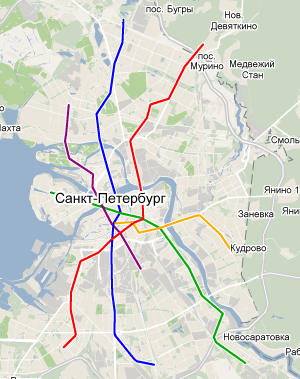 пос. Бугры
Нов.
Девяткино
пос.
Мурино
Медвежий
Стан
Лахта
Смоль
Санкт-Петербург
Янино 1
Заневка
Кудрово
Новосаратовка
Раб